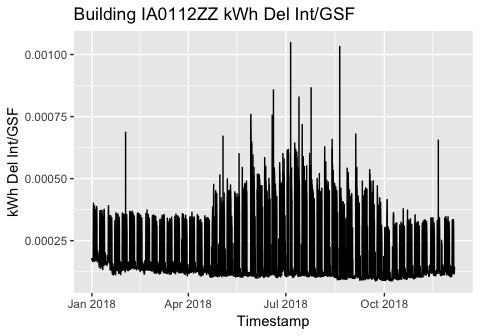 Building IA0112ZZ kWh Del Int/GSF
kWh Del Int/GSF
0.00100
0.00075
0.00050
0.00025
Jan 2018
Apr 2018
Jul 2018
Oct 2018
Timestamp